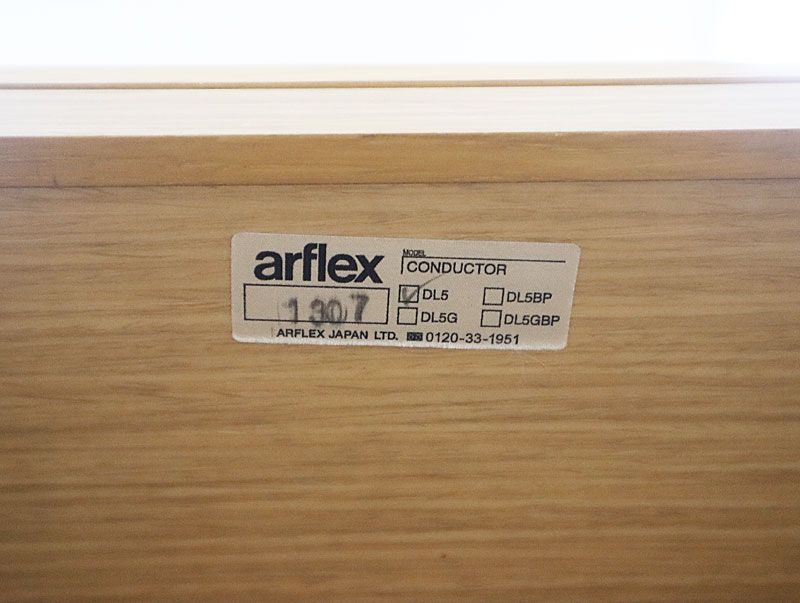 arflex
MODEL
CONDUCTOR
1307
DL5 DL5BP
DL5G DL5GBP
ARFLEX JAPAN LTD. 0120-33-1951